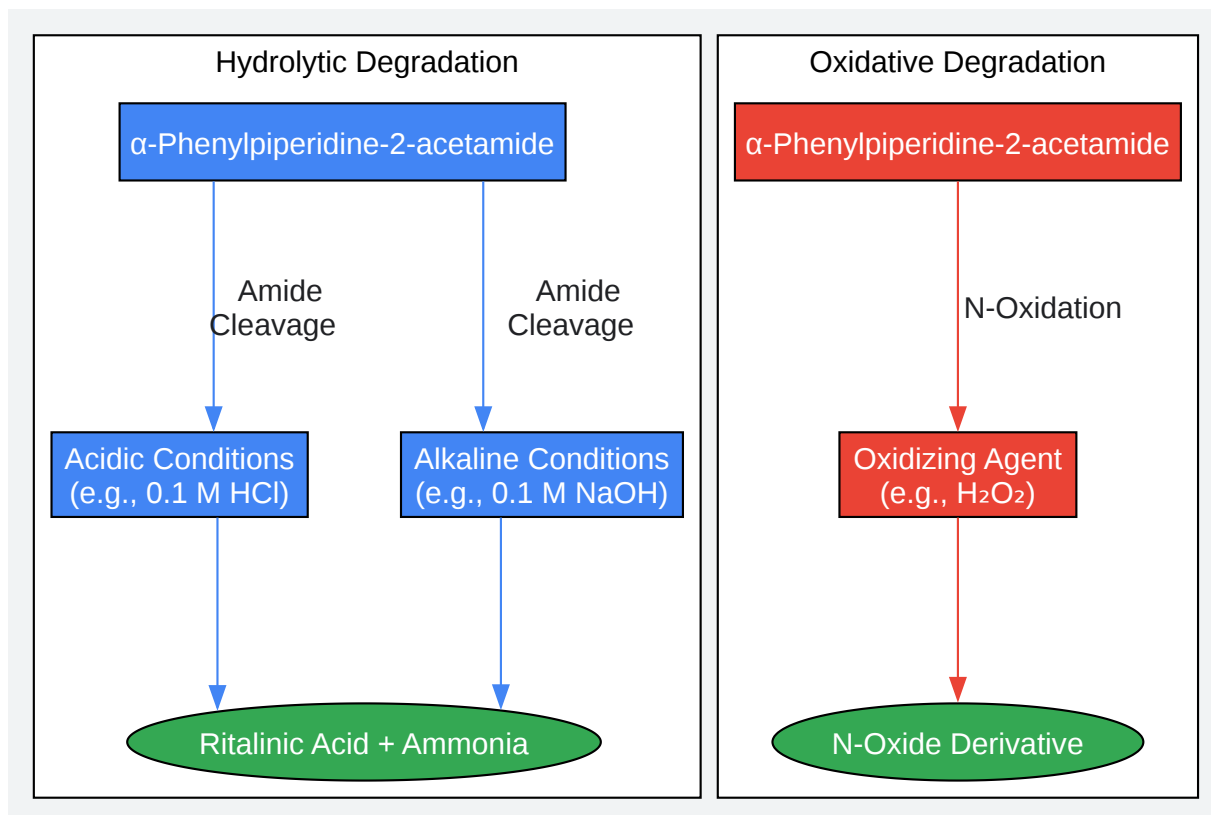 Hydrolytic Degradation
α-Phenylpiperidine-2-acetamide
Amide
Cleavage
Amide
Cleavage
Acidic Conditions
(e.g., 0.1 M HCl)
Alkaline Conditions
(e.g., 0.1 M NaOH)
Ritalinic Acid + Ammonia
Oxidative Degradation
α-Phenylpiperidine-2-acetamide
N-Oxidation
Oxidizing Agent
(e.g., H₂O₂)
N-Oxide Derivative